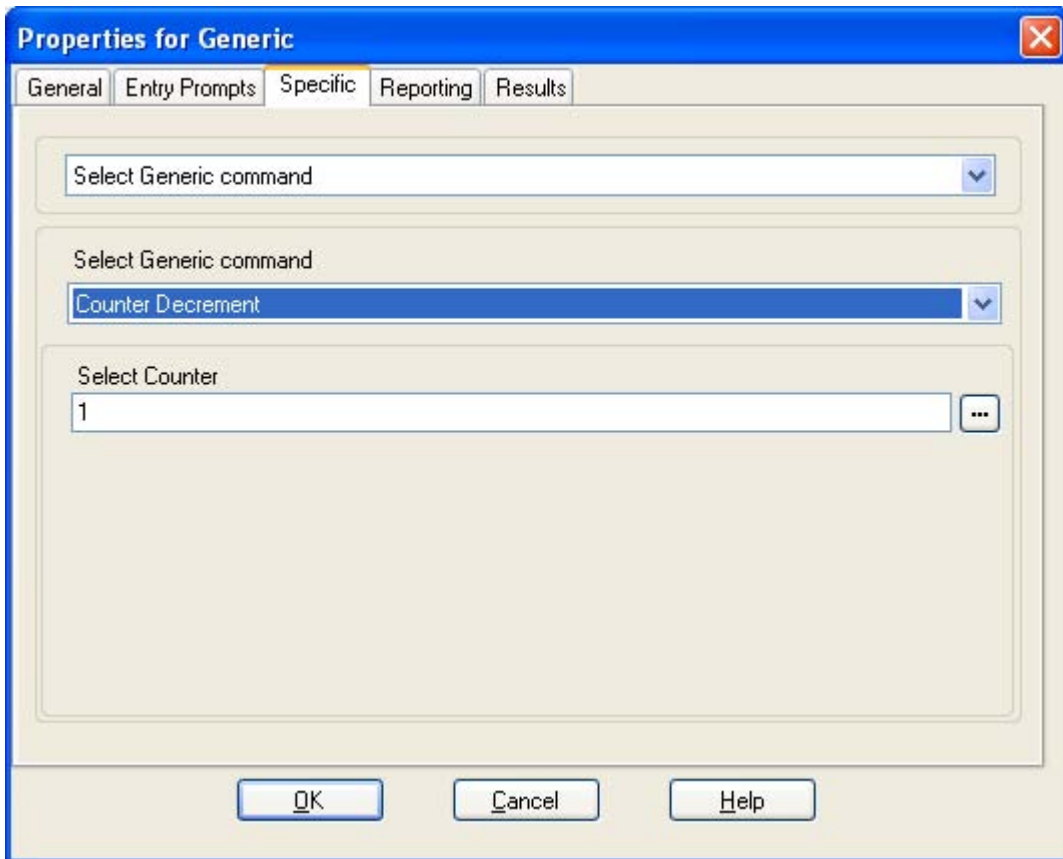 Properties for Generic
General Entry Prompts Specific Reporting Results
Select Generic command
Select Generic command
Counter Decrement
Select Counter
1
...
OK Cancel Help